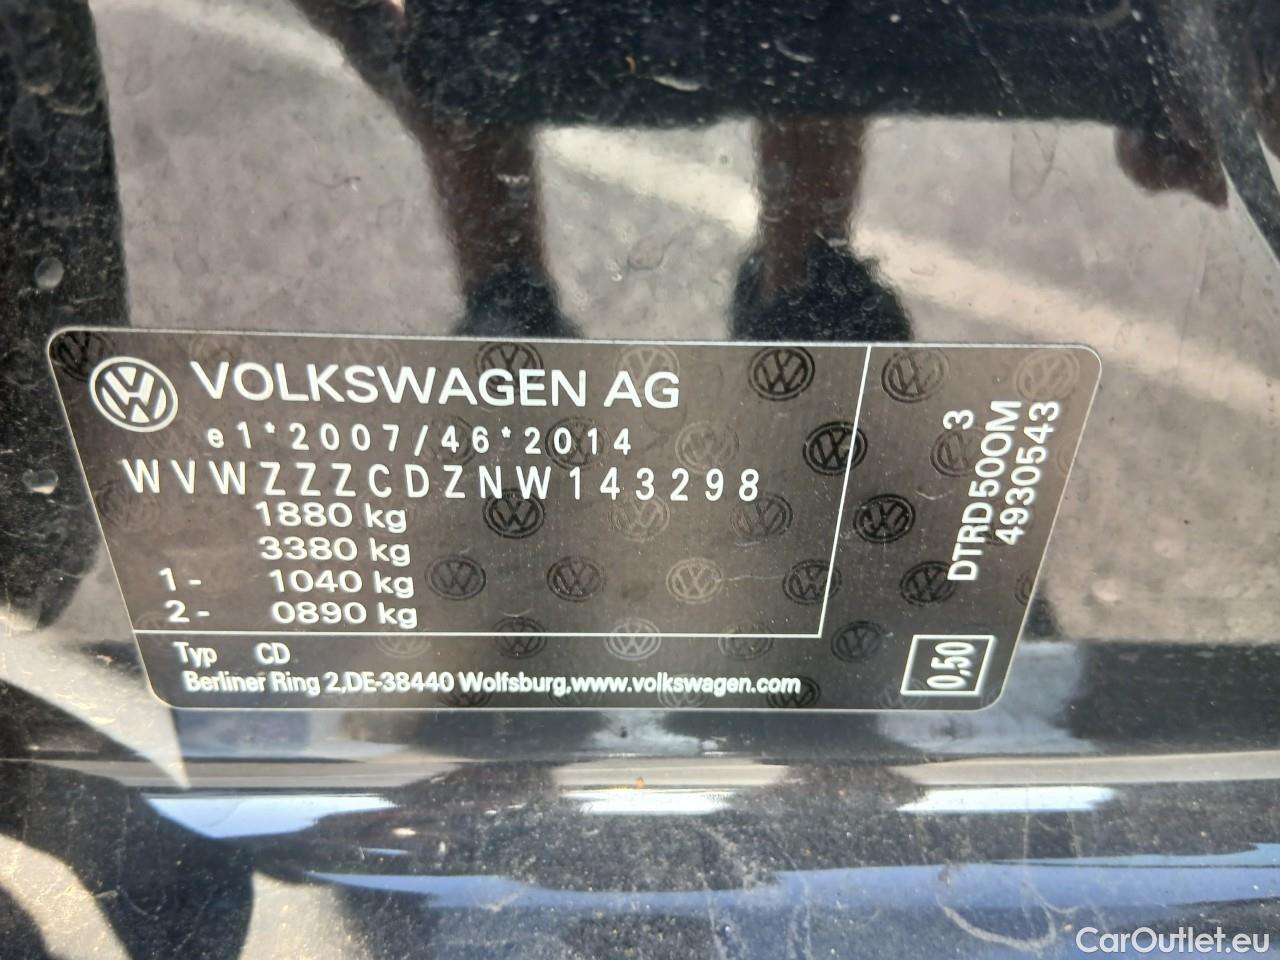 VOLKSWAGEN AG
e1*2007/46*2014
WVWZZZCDZNW143298
1880 kg
3380 kg
1- 1040 kg
2- 0890 kg
Typ CD
Berliner Ring 2,DE-38440 Wolfsburg,www.volkswagen.com
3
DTRD500M
4930543
0,50
CarOutlet.eu